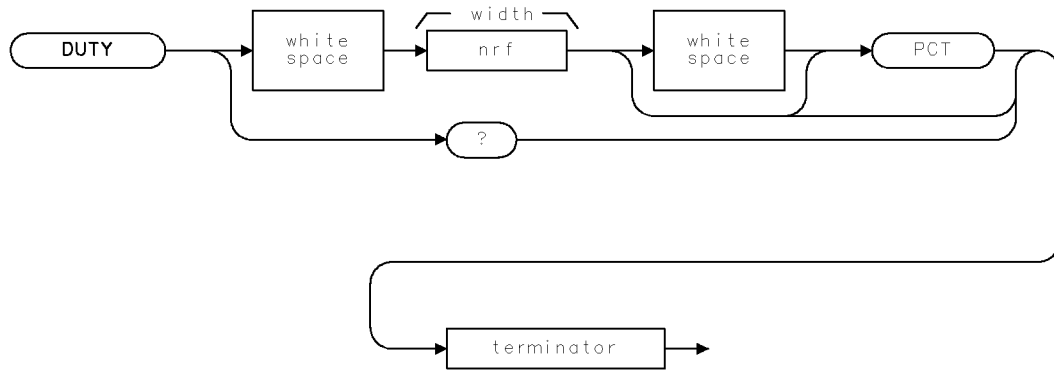 width
DUTY
white
space
nrf
white
space
PCT
?
terminator